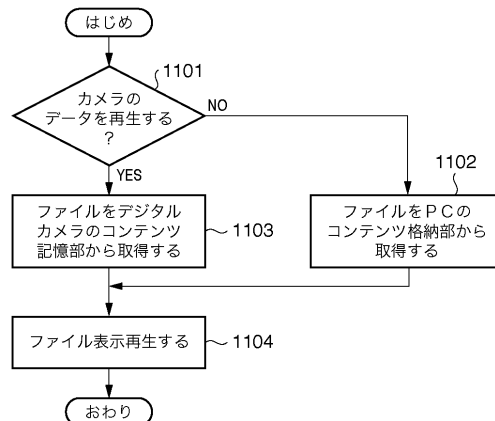 はじめ
1101
カメラの
データを再生する
?
NO
YES
1102
ファイルをデジタル
カメラのコンテンツ
記憶部から取得する
1103
ファイルをPCの
コンテンツ格納部から
取得する
ファイル表示再生する
1104
おわり